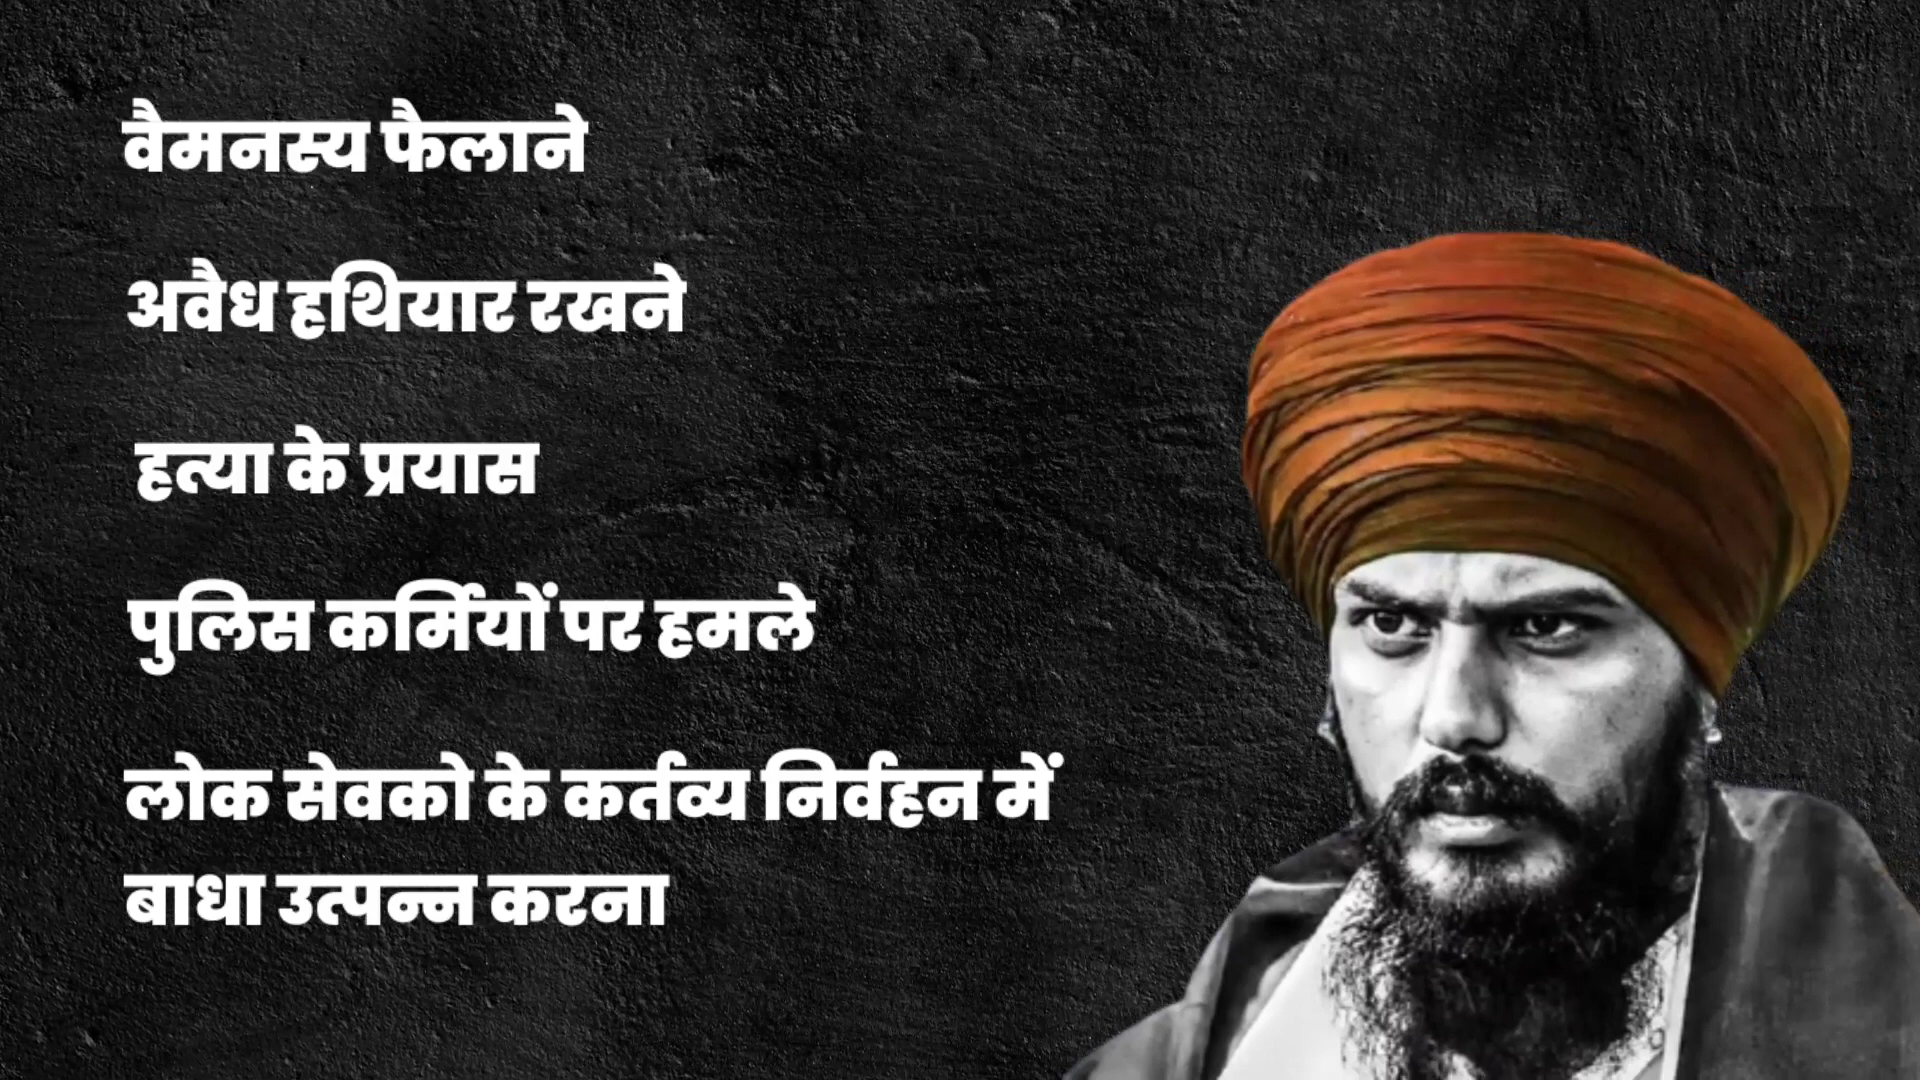 वैमनस्य फैलाने
अवैध हथियार रखने
हत्या के प्रयास
पुलिस कर्मियों पर हमले
लोक सेवको के कर्तव्य निर्वहन में
बाधा उत्पन्न करना